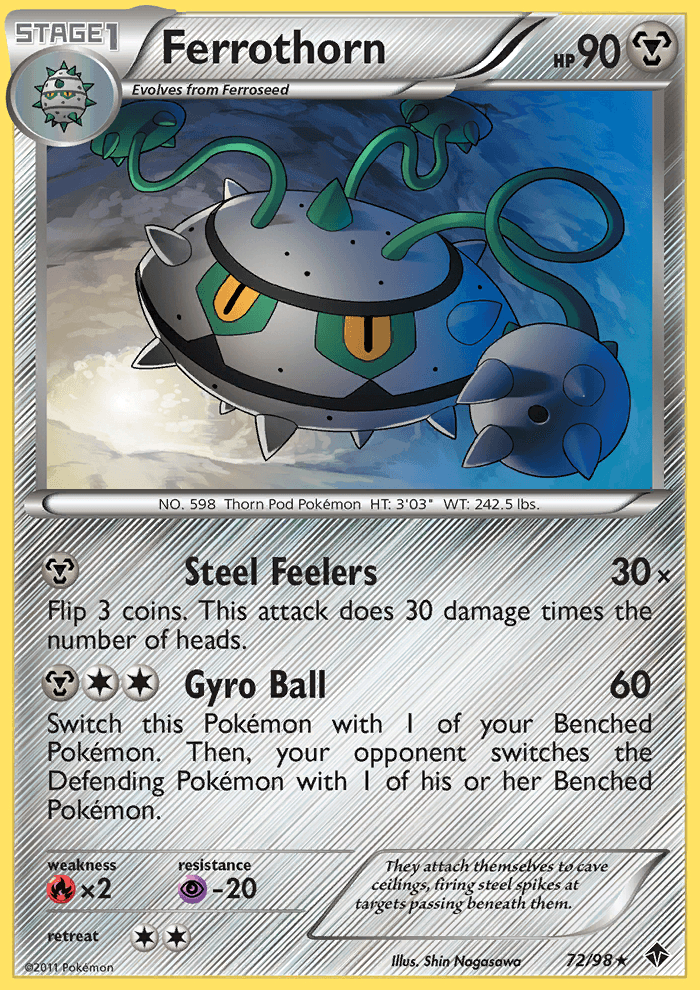 STAGE1
Ferrothorn
HP 90
Evolves from Ferroseed
NO. 598 Thorn Pod Pokémon HT: 3'03" WT: 242.5 lbs.
Steel Feelers 30×
Flip 3 coins. This attack does 30 damage times the
number of heads.
Gyro Ball 60
Switch this Pokémon with 1 of your Benched
Pokémon. Then, your opponent switches the
Defending Pokémon with 1 of his or her Benched
Pokémon.
weakness resistance
×2 -20
They attach themselves to cave
ceilings, firing steel spikes at
targets passing beneath them.
retreat
Illus. Shin Nagasawa 72/98★
©2011 Pokémon